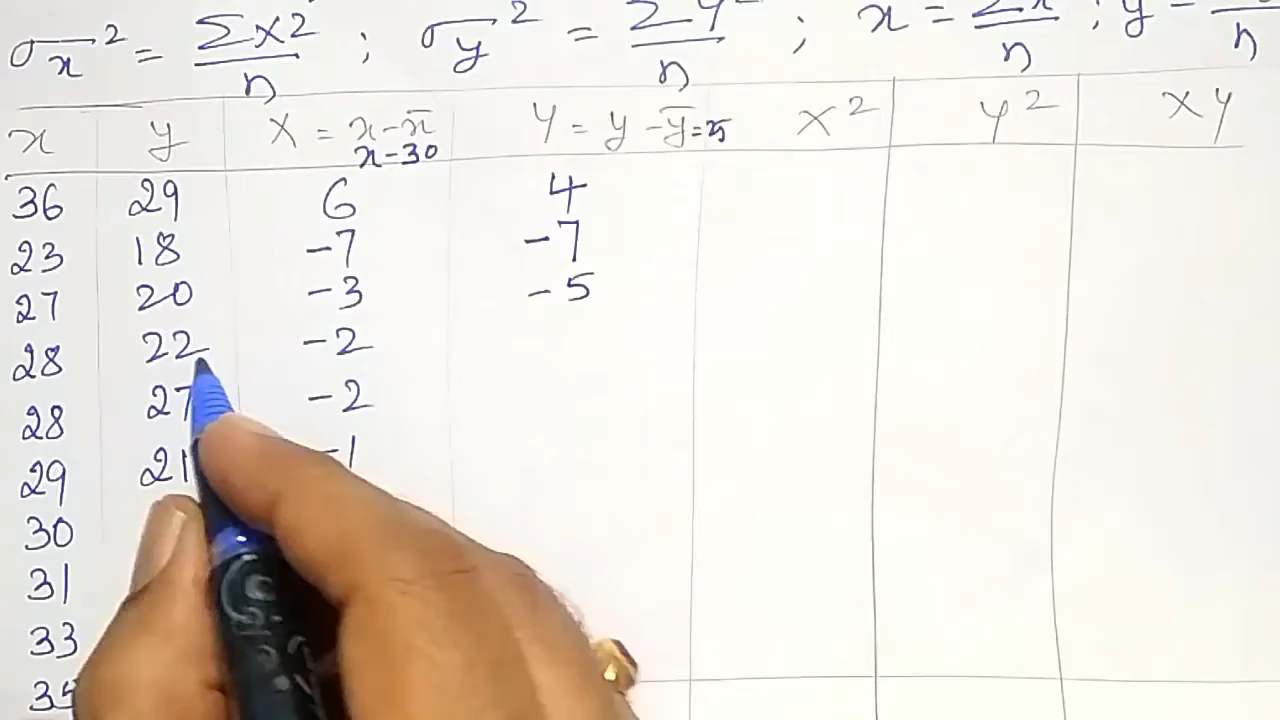 σx² = ΣX² / n ; σy² = ΣY² / n ; x = Σx / n ; y = / n
x y X = x - x̄ Y = y - ȳ = 25 X² Y² XY
x - 30
36 29 6 4
23 18 -7 -7
27 20 -3 -5
28 22 -2
28 27 -2
29 21 -1
30
31
33